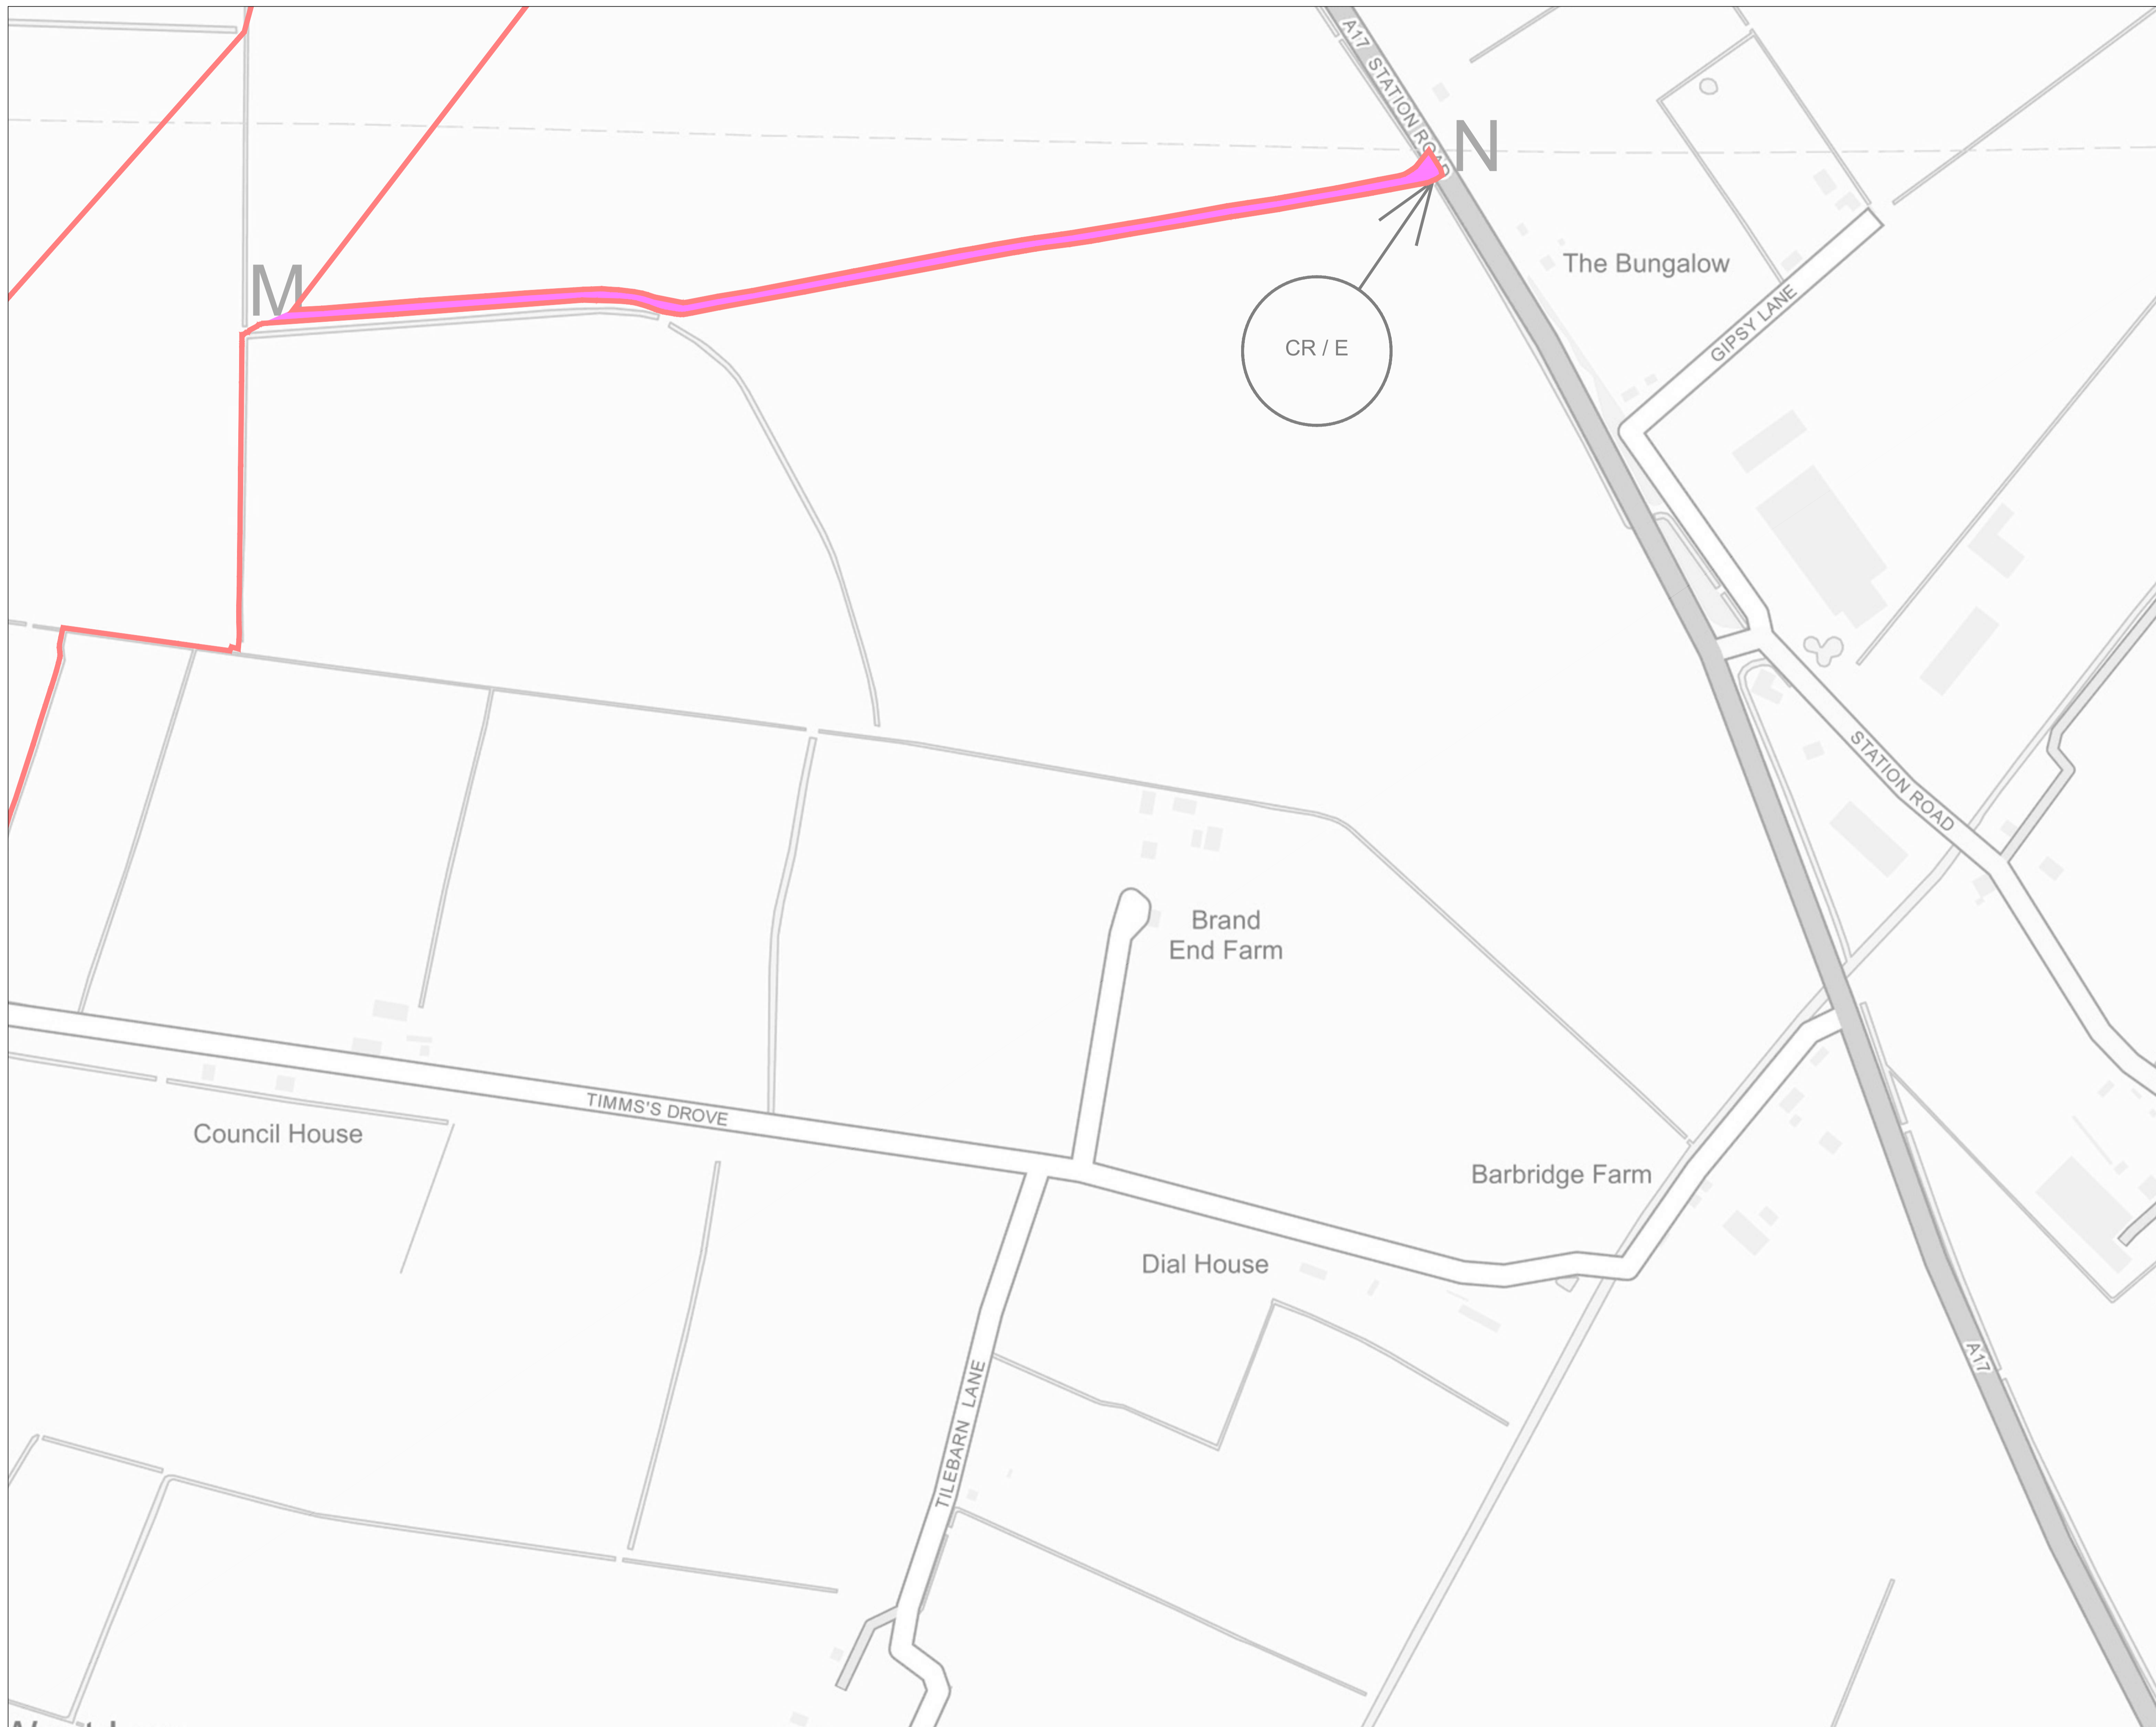 A17 STATION ROAD
N
The Bungalow
M
GIPSY LANE
CR / E
STATION ROAD
Brand
End Farm
TIMMS'S DROVE
Council House
Barbridge Farm
Dial House
A17
TILEBARN LANE